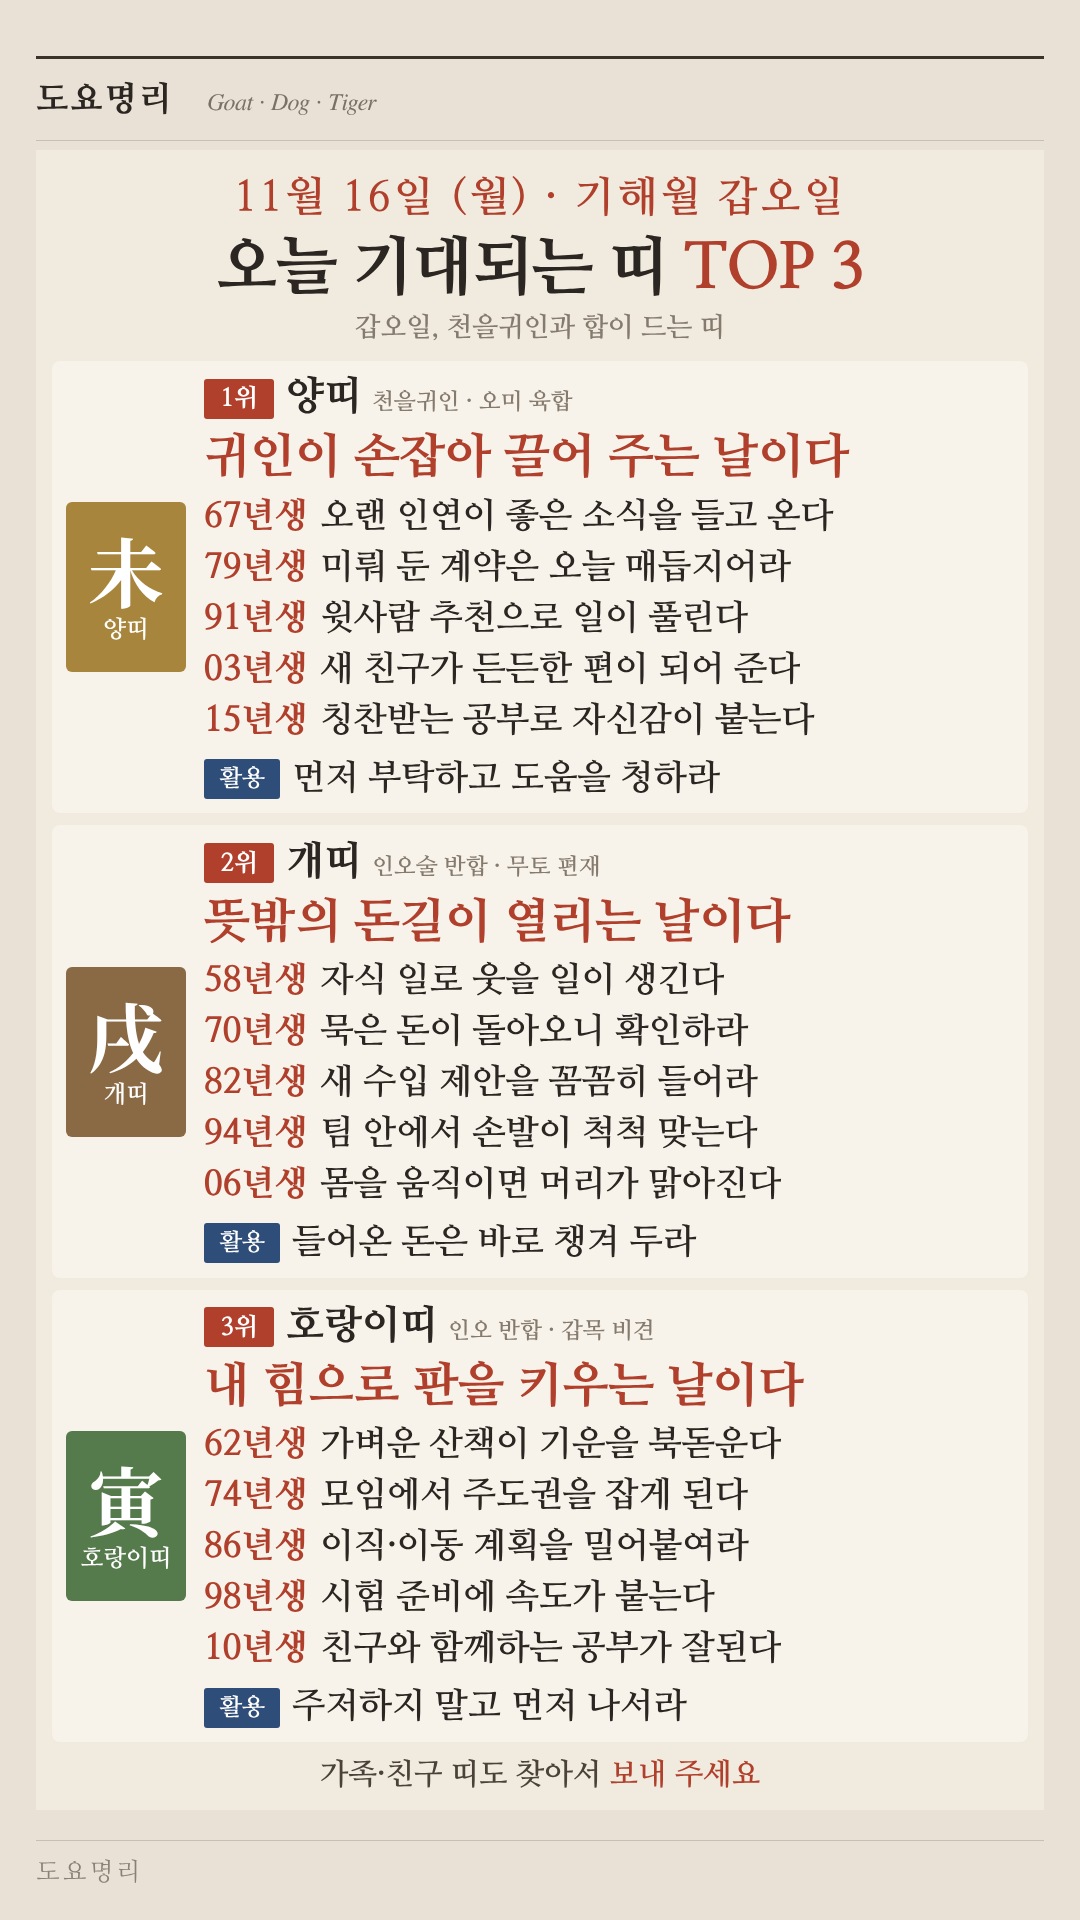 도요명리 Goat · Dog · Tiger
11월 16일 (월) · 기해월 갑오일
오늘 기대되는 띠 TOP 3
갑오일, 천을귀인과 합이 드는 띠
1위 양띠 천을귀인 · 오미 육합
귀인이 손잡아 끌어 주는 날이다
未
양띠
67년생 오랜 인연이 좋은 소식을 들고 온다
79년생 미뤄 둔 계약은 오늘 매듭지어라
91년생 윗사람 추천으로 일이 풀린다
03년생 새 친구가 든든한 편이 되어 준다
15년생 칭찬받는 공부로 자신감이 붙는다
활용 먼저 부탁하고 도움을 청하라
2위 개띠 인오술 반합 · 무토 편재
뜻밖의 돈길이 열리는 날이다
戌
개띠
58년생 자식 일로 웃을 일이 생긴다
70년생 묵은 돈이 돌아오니 확인하라
82년생 새 수입 제안을 꼼꼼히 들어라
94년생 팀 안에서 손발이 척척 맞는다
06년생 몸을 움직이면 머리가 맑아진다
활용 들어온 돈은 바로 챙겨 두라
3위 호랑이띠 인오 반합 · 갑목 비견
내 힘으로 판을 키우는 날이다
寅
호랑이띠
62년생 가벼운 산책이 기운을 북돋운다
74년생 모임에서 주도권을 잡게 된다
86년생 이직·이동 계획을 밀어붙여라
98년생 시험 준비에 속도가 붙는다
10년생 친구와 함께하는 공부가 잘된다
활용 주저하지 말고 먼저 나서라
가족·친구 띠도 찾아서 보내 주세요
도요명리